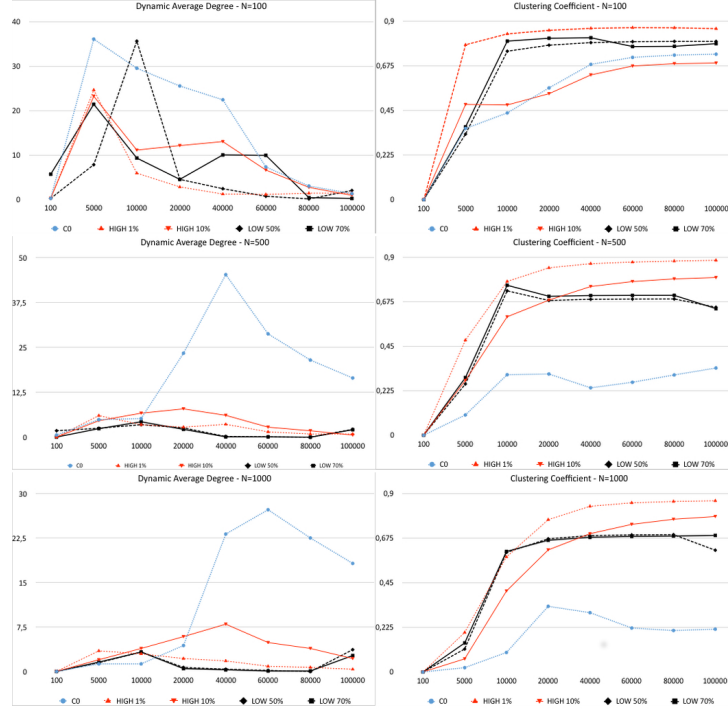 Dynamic Average Degree - N=100
40
30
20
10
0
100 5000 10000 20000 40000 60000 80000 100000
C0 HIGH 1% HIGH 10% LOW 50% LOW 70%
Clustering Coefficient - N=100
0,9
0,675
0,45
0,225
0
100 5000 10000 20000 40000 60000 80000 100000
C0 HIGH 1% HIGH 10% LOW 50% LOW 70%
Dynamic Average Degree - N=500
50
37,5
25
12,5
0
100 5000 10000 20000 40000 60000 80000 100000
C0 HIGH 1% HIGH 10% LOW 50% LOW 70%
Clustering Coefficient - N=500
0,9
0,675
0,45
0,225
0
100 5000 10000 20000 40000 60000 80000 100000
C0 HIGH 1% HIGH 10% LOW 50% LOW 70%
Dynamic Average Degree - N=1000
30
22,5
15
7,5
0
100 5000 10000 20000 40000 60000 80000 100000
C0 HIGH 1% HIGH 10% LOW 50% LOW 70%
Clustering Coefficient - N=1000
0,9
0,675
0,45
0,225
0
100 5000 10000 20000 40000 60000 80000 100000
C0 HIGH 1% HIGH 10% LOW 50% LOW 70%